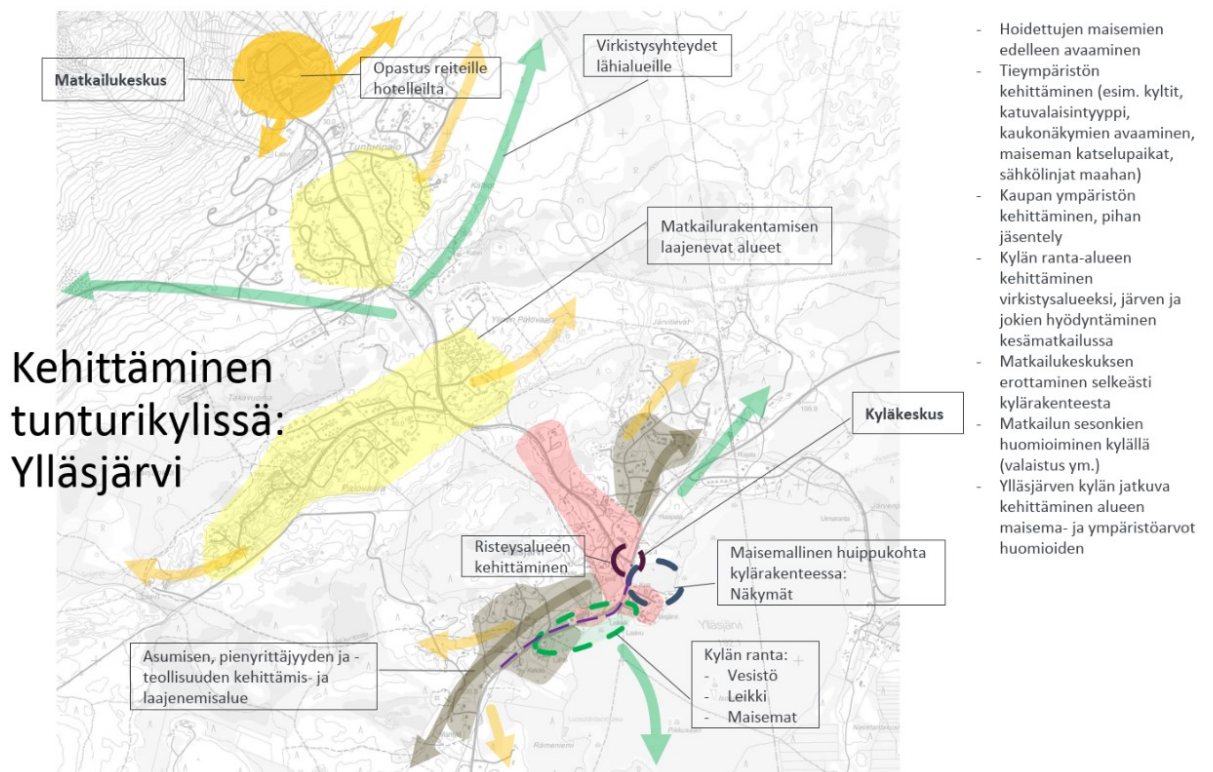 Matkailukeskus
Opastus reiteille
hotelleilta
Virkistysyhteydet
lähialueille
Matkailurakentamisen
laajenevat alueet
Kehittäminen
tunturikylissä:
Ylläsjärvi
Kyläkeskus
Risteysalueen
kehittäminen
Maisemallinen huippukohta
kylärakenteessa:
Näkymät
Asumisen, pienyrittäjyyden ja -
teollisuuden kehittämis- ja
laajenemisalue
Kylän ranta:
- Vesistö
- Leikki
- Maisemat
- Hoidettujen maisemien
edelleen avaaminen
- Tieympäristön
kehittäminen (esim. kyltit,
katuvalaisintyyppi,
kaukonäkymien avaaminen,
maiseman katselupaikat,
sähkölinjat maahan)
- Kaupan ympäristön
kehittäminen, pihan
jäsentely
- Kylän ranta-alueen
kehittäminen
virkistysalueeksi, järven ja
jokien hyödyntäminen
kesämatkailussa
- Matkailukeskuksen
erottaminen selkeästi
kylärakenteesta
- Matkailun sesonkien
huomioiminen kylällä
(valaistus ym.)
- Ylläsjärven kylän jatkuva
kehittäminen alueen
maisema- ja ympäristöarvot
huomioiden
Tunturipalo
Ylläsjärvi